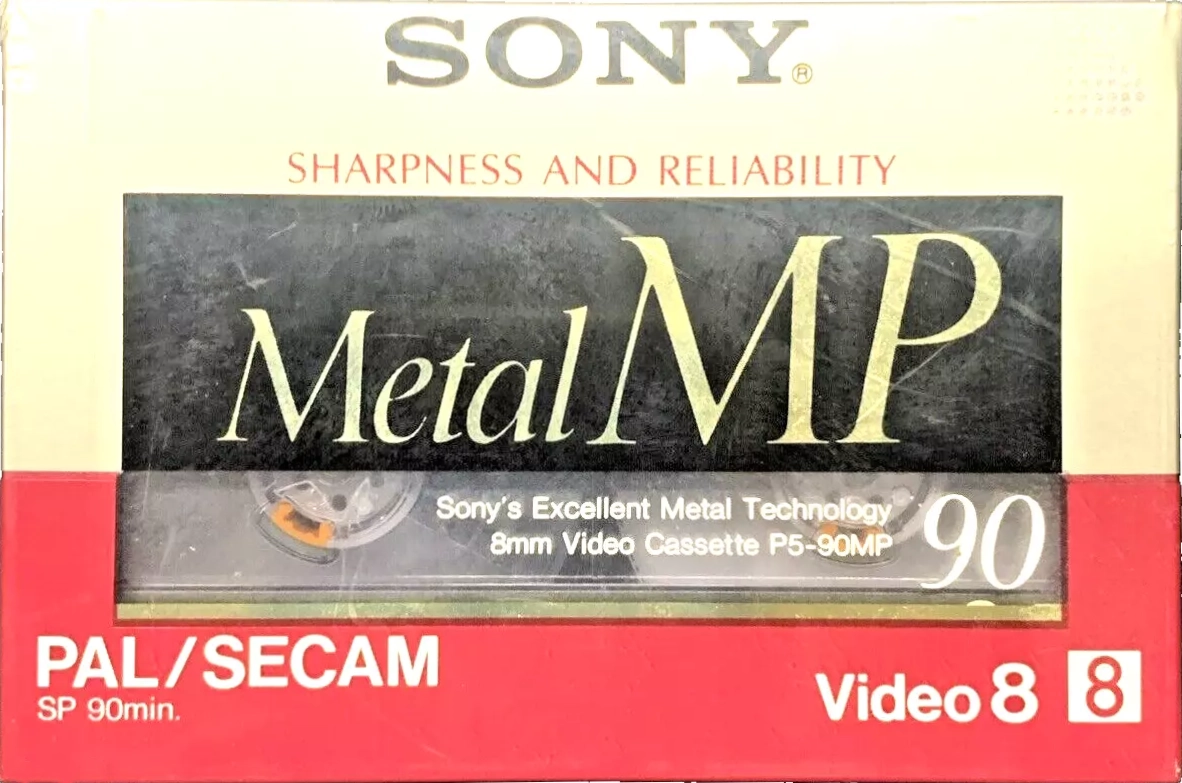 SONY®
SHARPNESS AND RELIABILITY
Metal MP
Sony's Excellent Metal Technology
8mm Video Cassette P5-90MP
90
PAL/SECAM
SP 90min.
Video 8 8